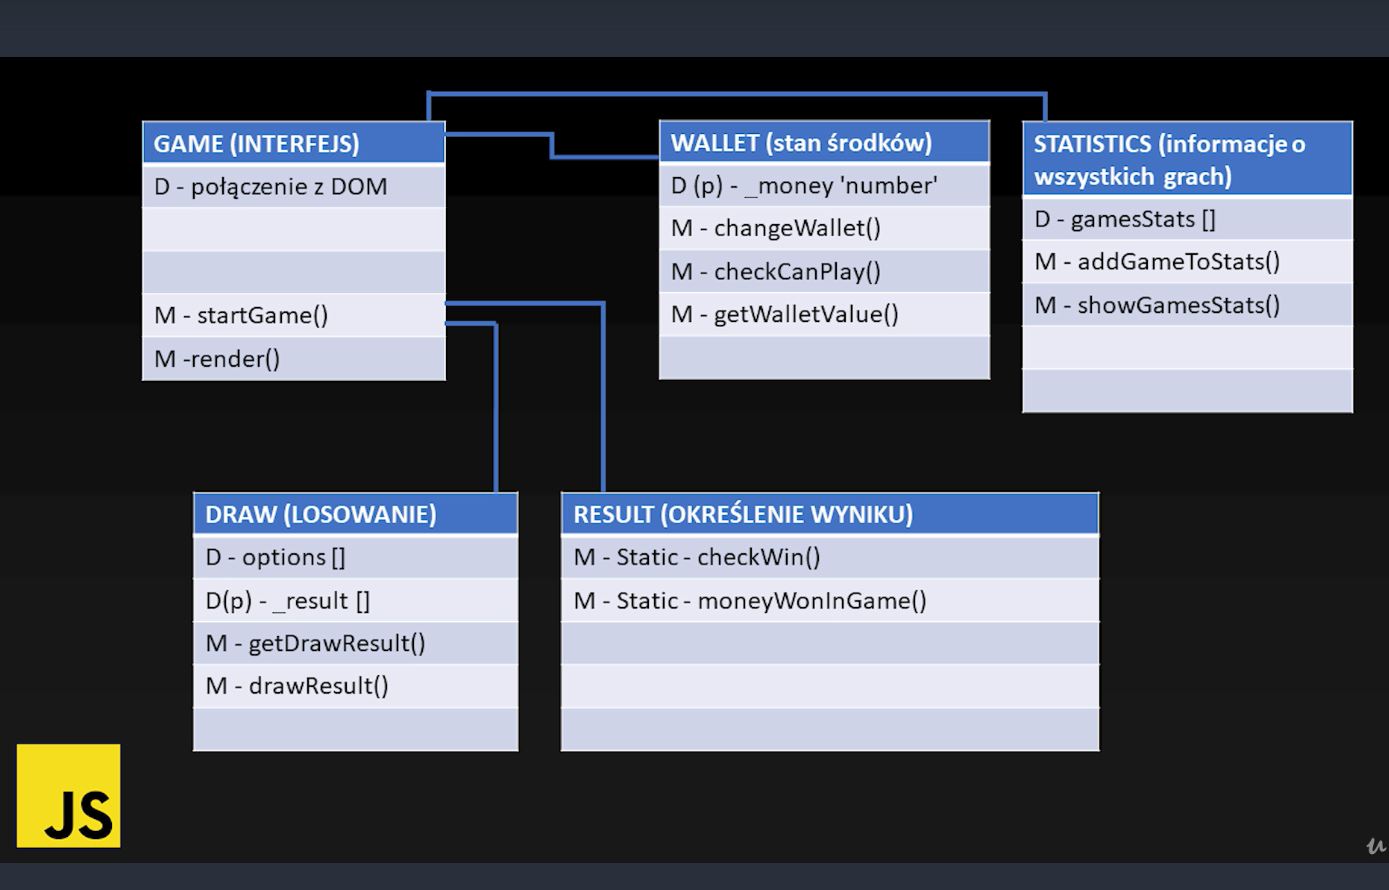 GAME (INTERFEJS)
D - połączenie z DOM
M - startGame()
M -render()
WALLET (stan środków)
D (p) - _money 'number'
M - changeWallet()
M - checkCanPlay()
M - getWalletValue()
STATISTICS (informacje o
wszystkich grach)
D - gamesStats []
M - addGameToStats()
M - showGamesStats()
DRAW (LOSOWANIE)
D - options []
D(p) - _result []
M - getDrawResult()
M - drawResult()
RESULT (OKREŚLENIE WYNIKU)
M - Static - checkWin()
M - Static - moneyWonInGame()
JS